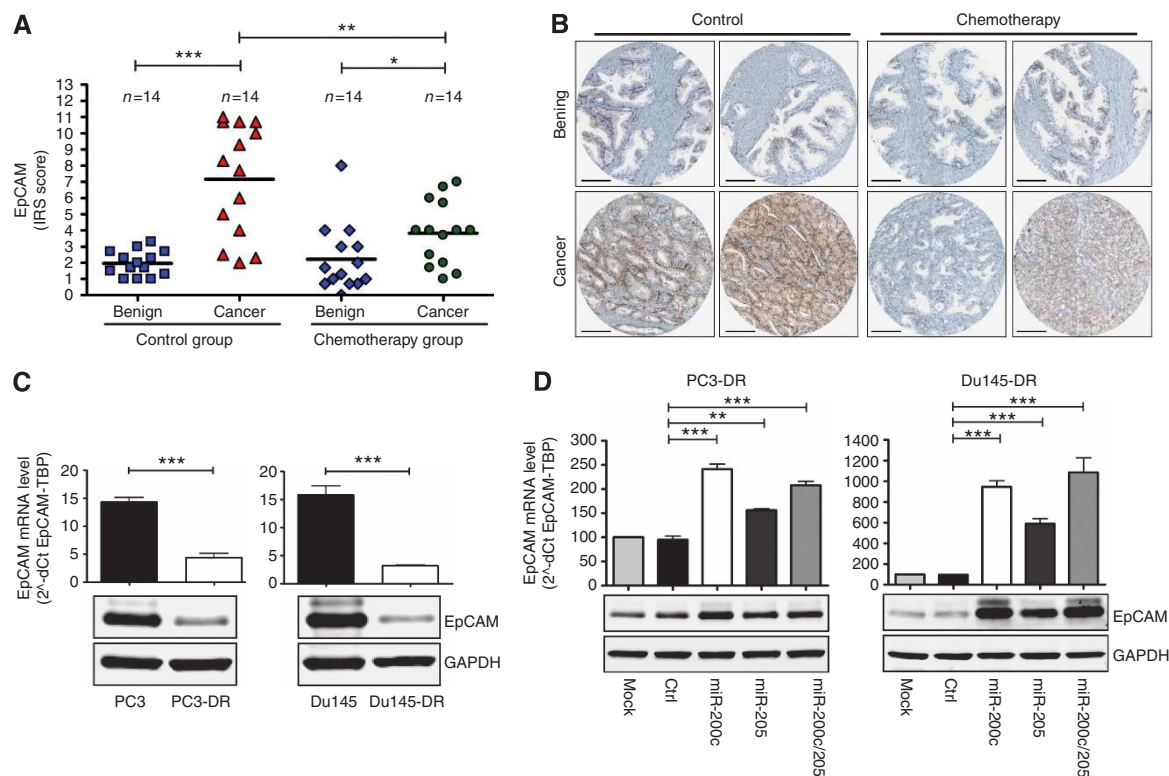 A
**
***
*
13
12
11
10
9
8
7
6
5
4
3
2
1
0
n=14
n=14
n=14
n=14
EpCAM
(IRS score)
Benign
Cancer
Benign
Cancer
Control group
Chemotherapy group
B
Control
Chemotherapy
Bening
Cancer
C
EpCAM mRNA level
(2^-dCt EpCAM-TBP)
20
15
10
5
0
***
20
15
10
5
0
***
EpCAM
GAPDH
PC3
PC3-DR
Du145
Du145-DR
D
PC3-DR
***
**
***
EpCAM mRNA level
(2^-dCt EpCAM-TBP)
300
250
200
150
100
50
0
Du145-DR
***
***
***
1400
1200
1000
800
600
400
200
0
EpCAM
GAPDH
Mock
Ctrl
miR-200c
miR-205
miR-200c/205
Mock
Ctrl
miR-200c
miR-205
miR-200c/205